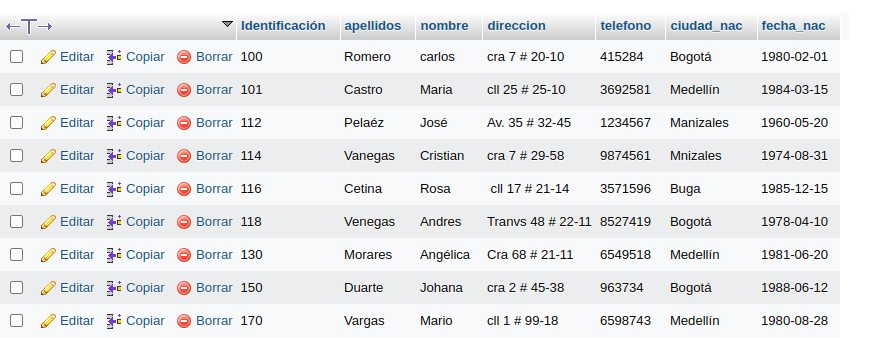 Identificación apellidos nombre direccion telefono ciudad_nac fecha_nac
Editar Copiar Borrar 100 Romero carlos cra 7 # 20-10 415284 Bogotá 1980-02-01
Editar Copiar Borrar 101 Castro Maria cll 25 # 25-10 3692581 Medellín 1984-03-15
Editar Copiar Borrar 112 Pelaéz José Av. 35 # 32-45 1234567 Manizales 1960-05-20
Editar Copiar Borrar 114 Vanegas Cristian cra 7 # 29-58 9874561 Mnizales 1974-08-31
Editar Copiar Borrar 116 Cetina Rosa cll 17 # 21-14 3571596 Buga 1985-12-15
Editar Copiar Borrar 118 Venegas Andres Tranvs 48 # 22-11 8527419 Bogotá 1978-04-10
Editar Copiar Borrar 130 Morares Angélica Cra 68 # 21-11 6549518 Medellín 1981-06-20
Editar Copiar Borrar 150 Duarte Johana cra 2 # 45-38 963734 Bogotá 1988-06-12
Editar Copiar Borrar 170 Vargas Mario cll 1 # 99-18 6598743 Medellín 1980-08-28